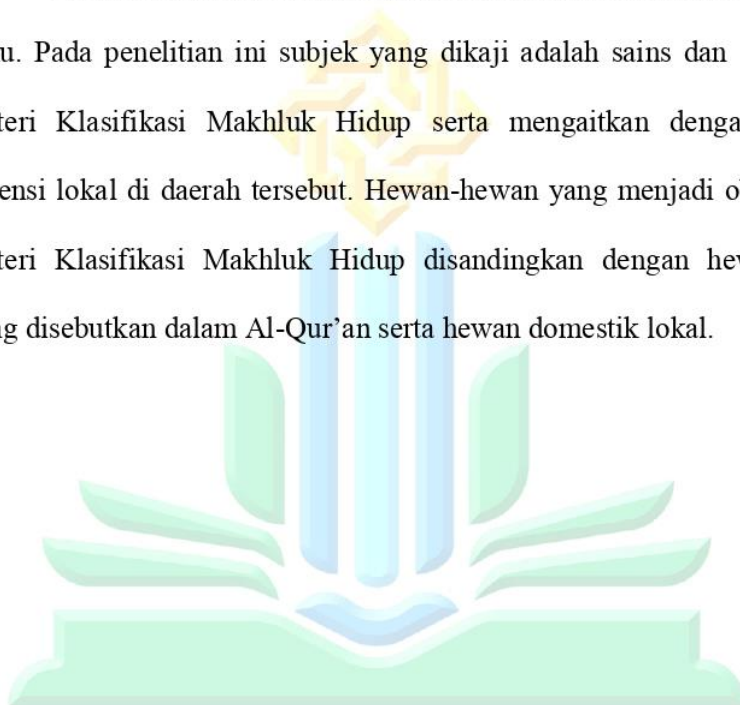 u. Pada penelitian ini subjek yang dikaji adalah sains dan
teri Klasifikasi Makhluk Hidup serta mengaitkan denga
ensi lokal di daerah tersebut. Hewan-hewan yang menjadi o
teri Klasifikasi Makhluk Hidup disandingkan dengan hew
ng disebutkan dalam Al-Qur’an serta hewan domestik lokal.